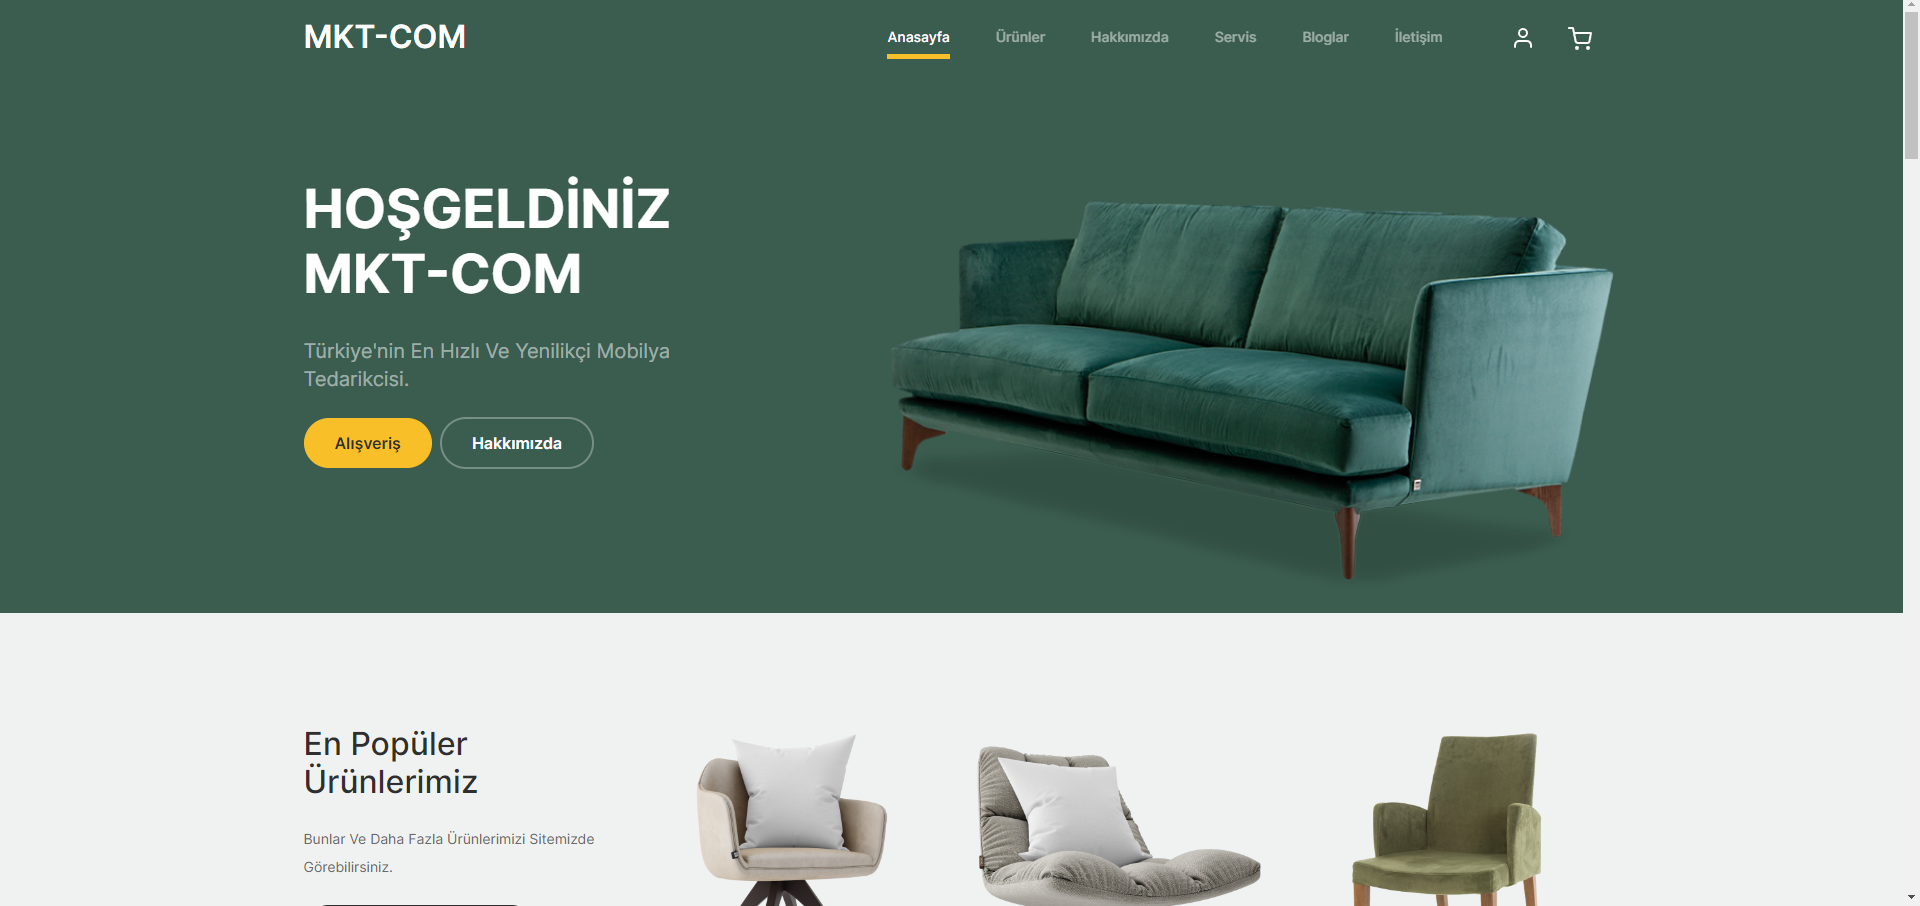 MKT-COM
Anasayfa
Ürünler
Hakkımızda
Servis
Bloglar
İletişim
HOŞGELDİNİZ
MKT-COM
Türkiye'nin En Hızlı Ve Yenilikçi Mobilya
Tedarikcisi.
Alışveriş
Hakkımızda
En Popüler
Ürünlerimiz
Bunlar Ve Daha Fazla Ürünlerimizi Sitemizde
Görebilirsiniz.